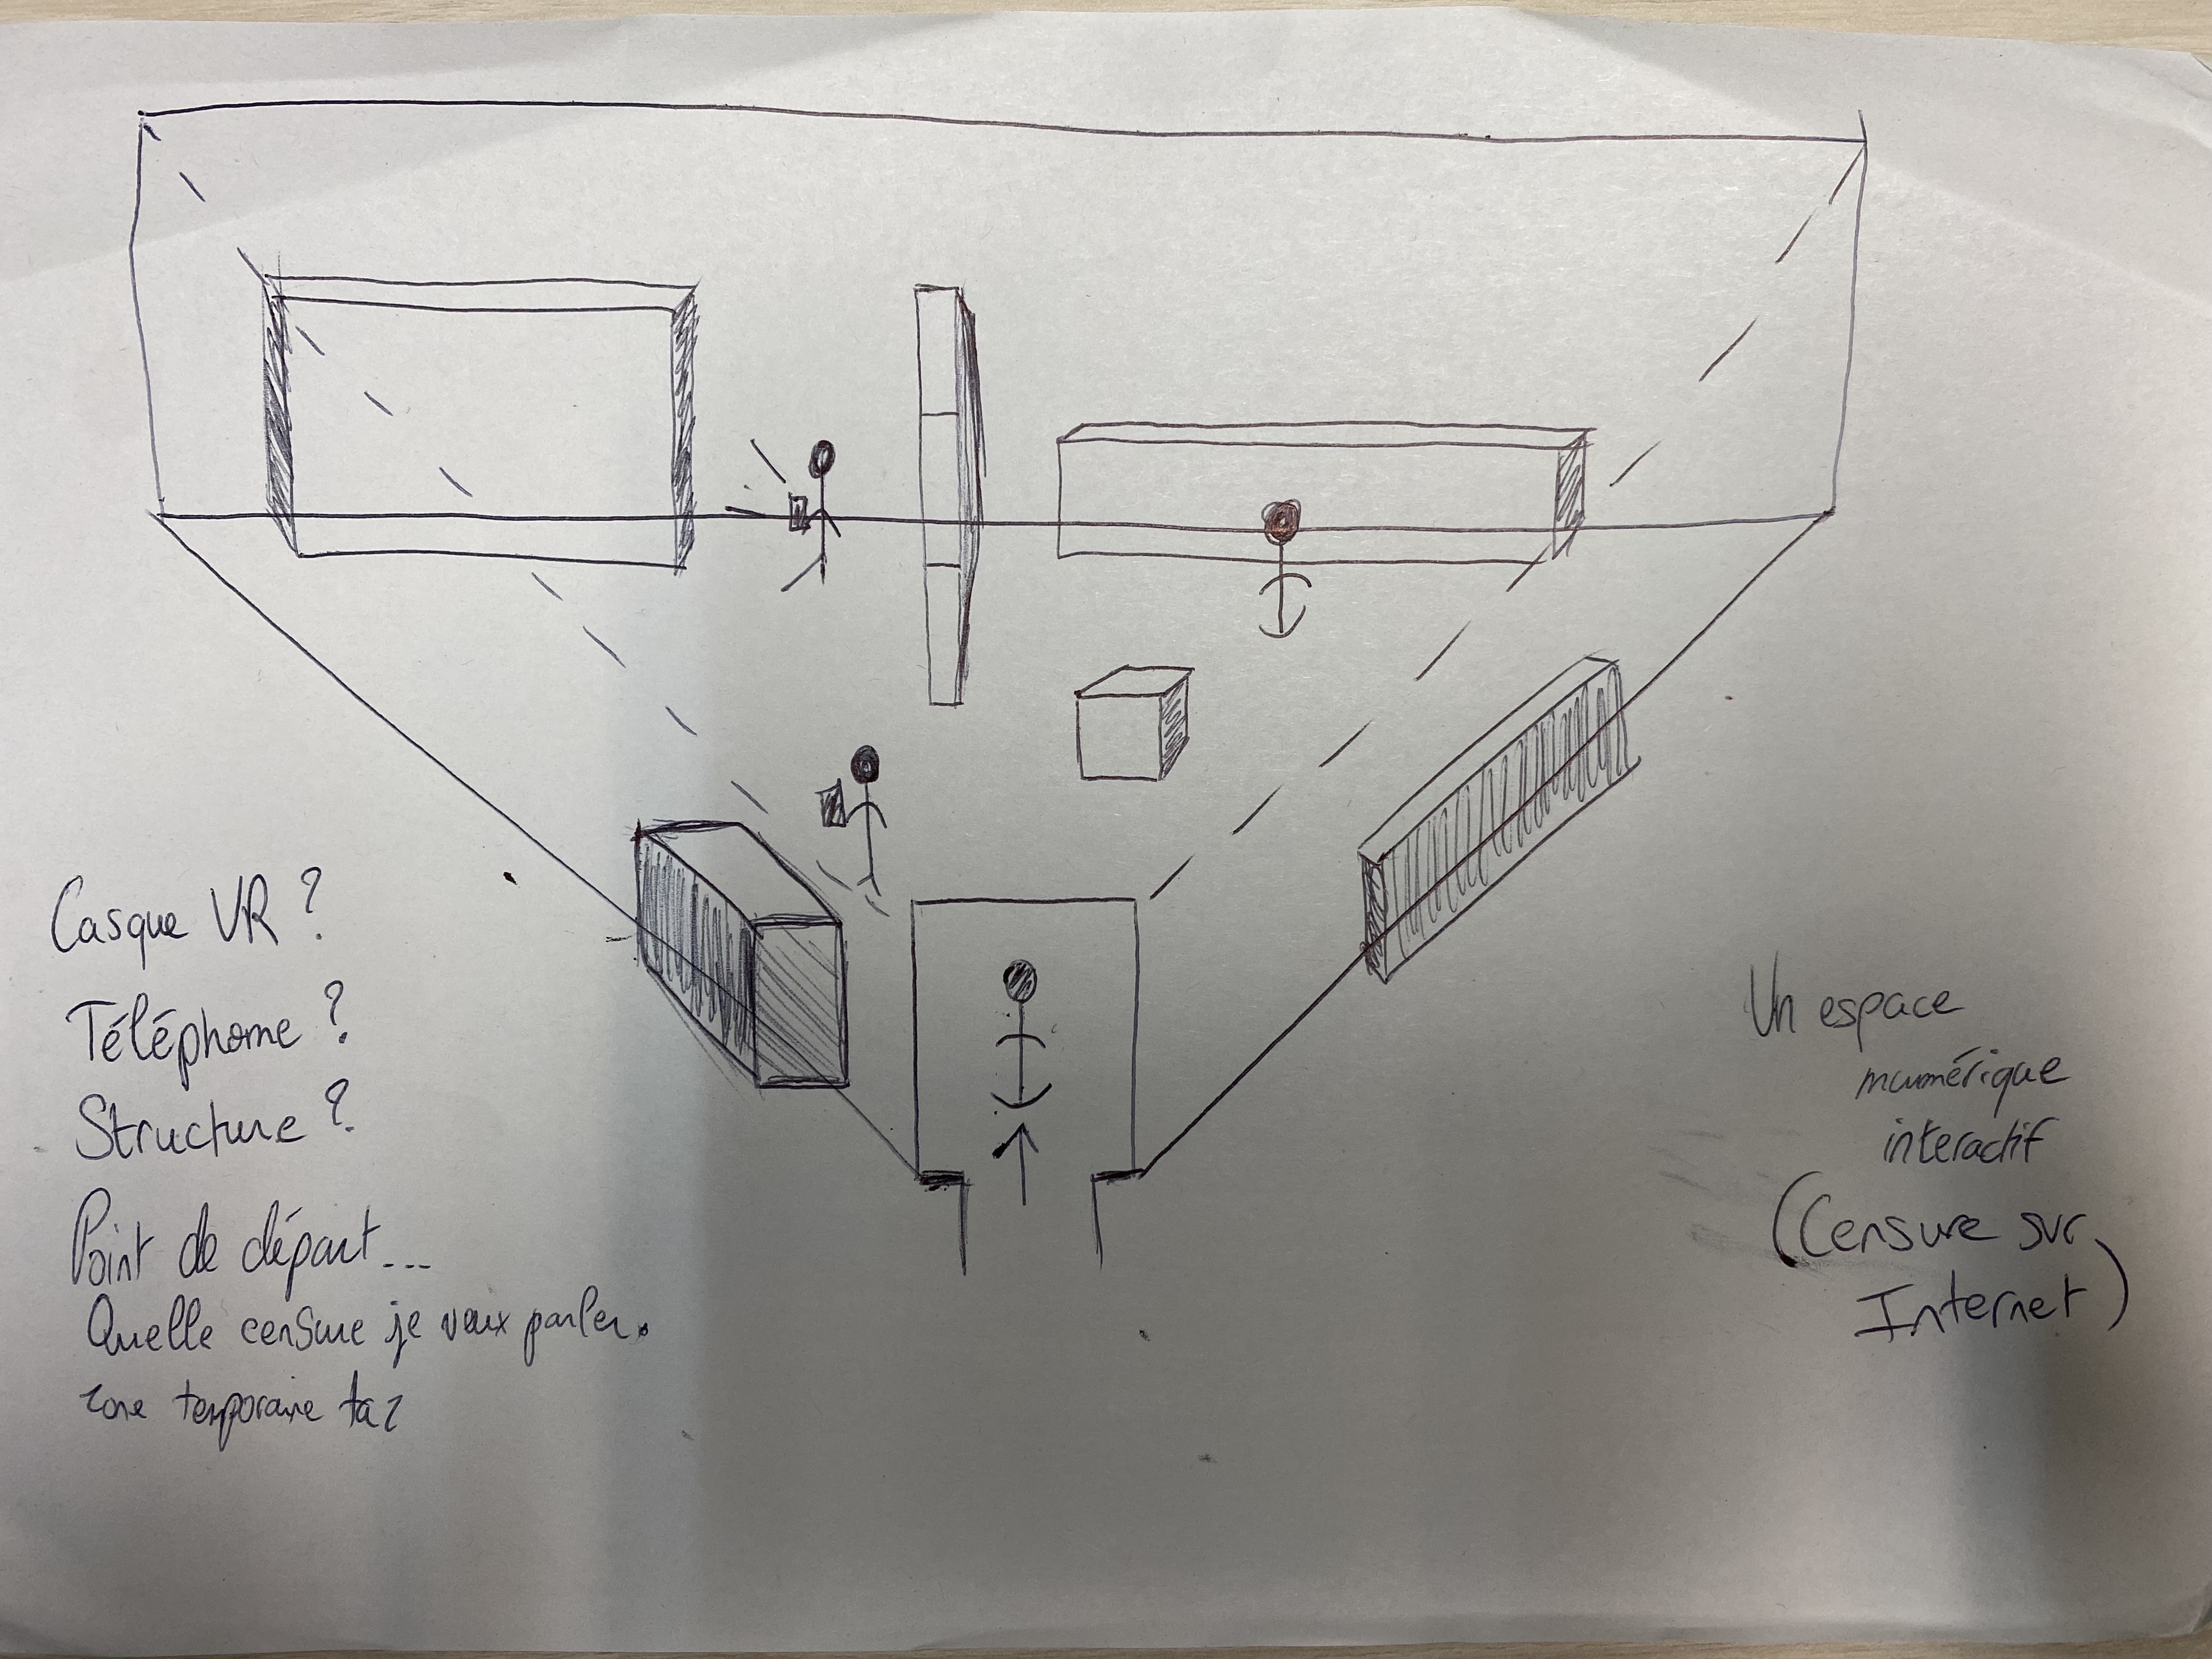 Casque VR ?
Téléphone ?
Structure ?
Point de départ...
Quelle censure je veux parler.
zone temporaire taz
Un espace
numérique
interactif
(Censure sur
Internet)